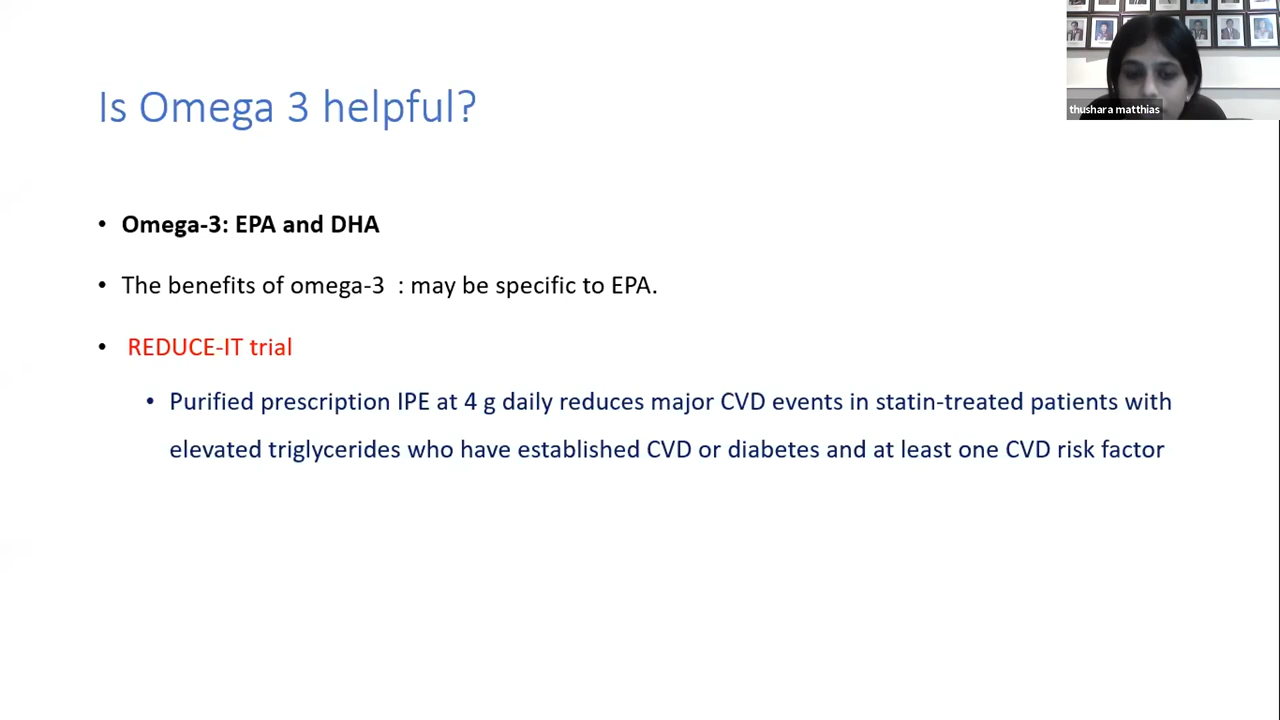 Is Omega 3 helpful?
thushara matthias
• Omega-3: EPA and DHA
• The benefits of omega-3 : may be specific to EPA.
• REDUCE-IT trial
• Purified prescription IPE at 4 g daily reduces major CVD events in statin-treated patients with
elevated triglycerides who have established CVD or diabetes and at least one CVD risk factor